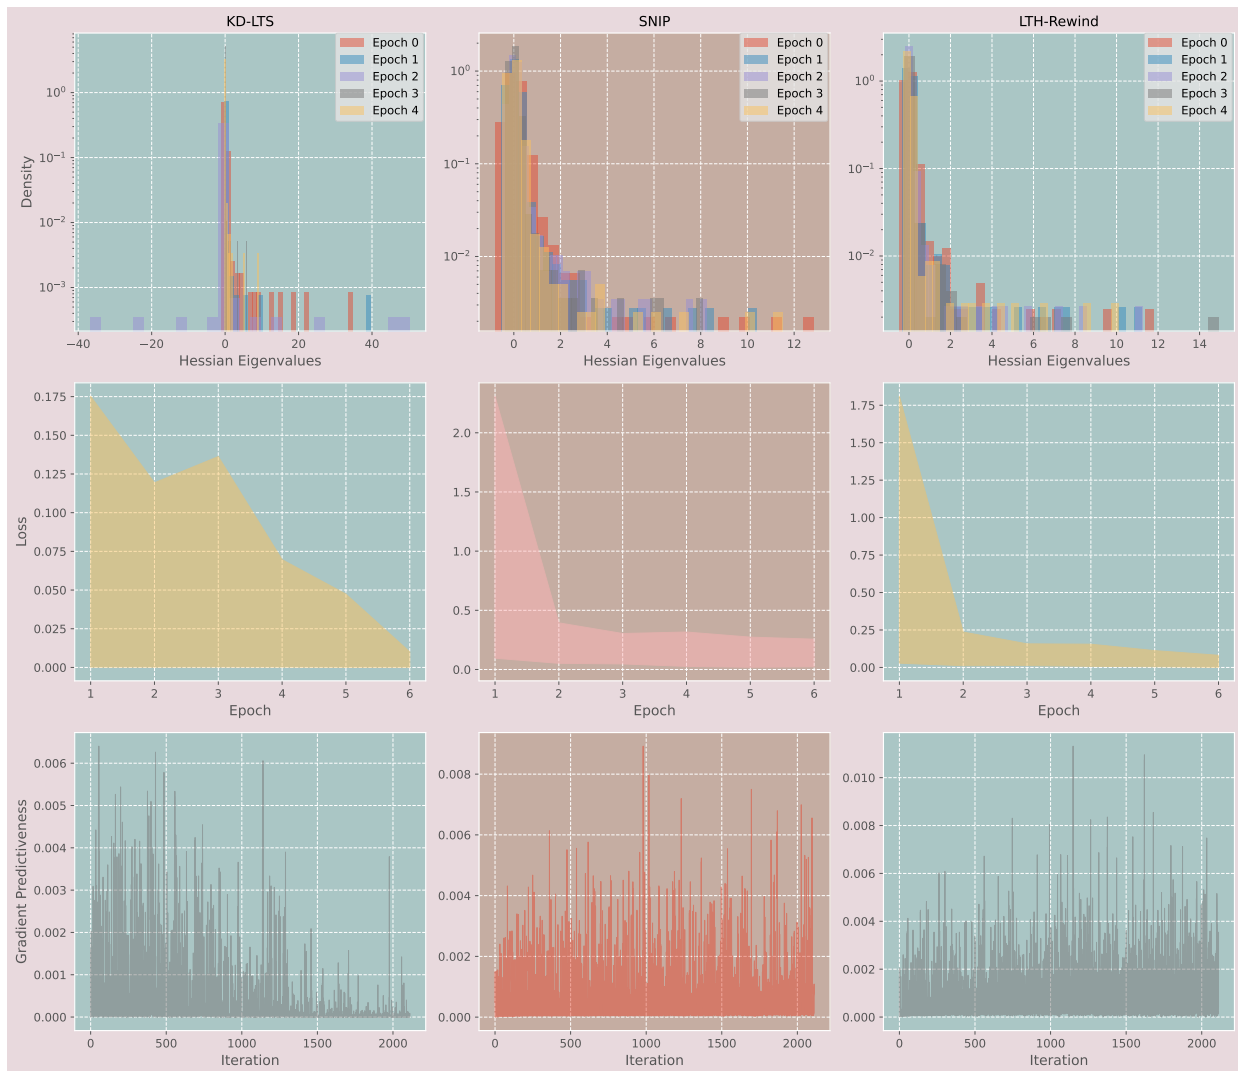 KD-LTS
SNIP
LTH-Rewind
Density
10⁰
10⁻¹
10⁻²
10⁻³
Epoch 0
Epoch 1
Epoch 2
Epoch 3
Epoch 4
−40 −20 0 20 40
Hessian Eigenvalues
10⁰
10⁻¹
10⁻²
Epoch 0
Epoch 1
Epoch 2
Epoch 3
Epoch 4
0 2 4 6 8 10 12
Hessian Eigenvalues
10⁰
10⁻¹
10⁻²
Epoch 0
Epoch 1
Epoch 2
Epoch 3
Epoch 4
0 2 4 6 8 10 12 14
Hessian Eigenvalues
Loss
0.175
0.150
0.125
0.100
0.075
0.050
0.025
0.000
1 2 3 4 5 6
Epoch
2.0
1.5
1.0
0.5
0.0
1 2 3 4 5 6
Epoch
1.75
1.50
1.25
1.00
0.75
0.50
0.25
0.00
1 2 3 4 5 6
Epoch
Gradient Predictiveness
0.006
0.005
0.004
0.003
0.002
0.001
0.000
0 500 1000 1500 2000
Iteration
0.008
0.006
0.004
0.002
0.000
0 500 1000 1500 2000
Iteration
0.010
0.008
0.006
0.004
0.002
0.000
0 500 1000 1500 2000
Iteration